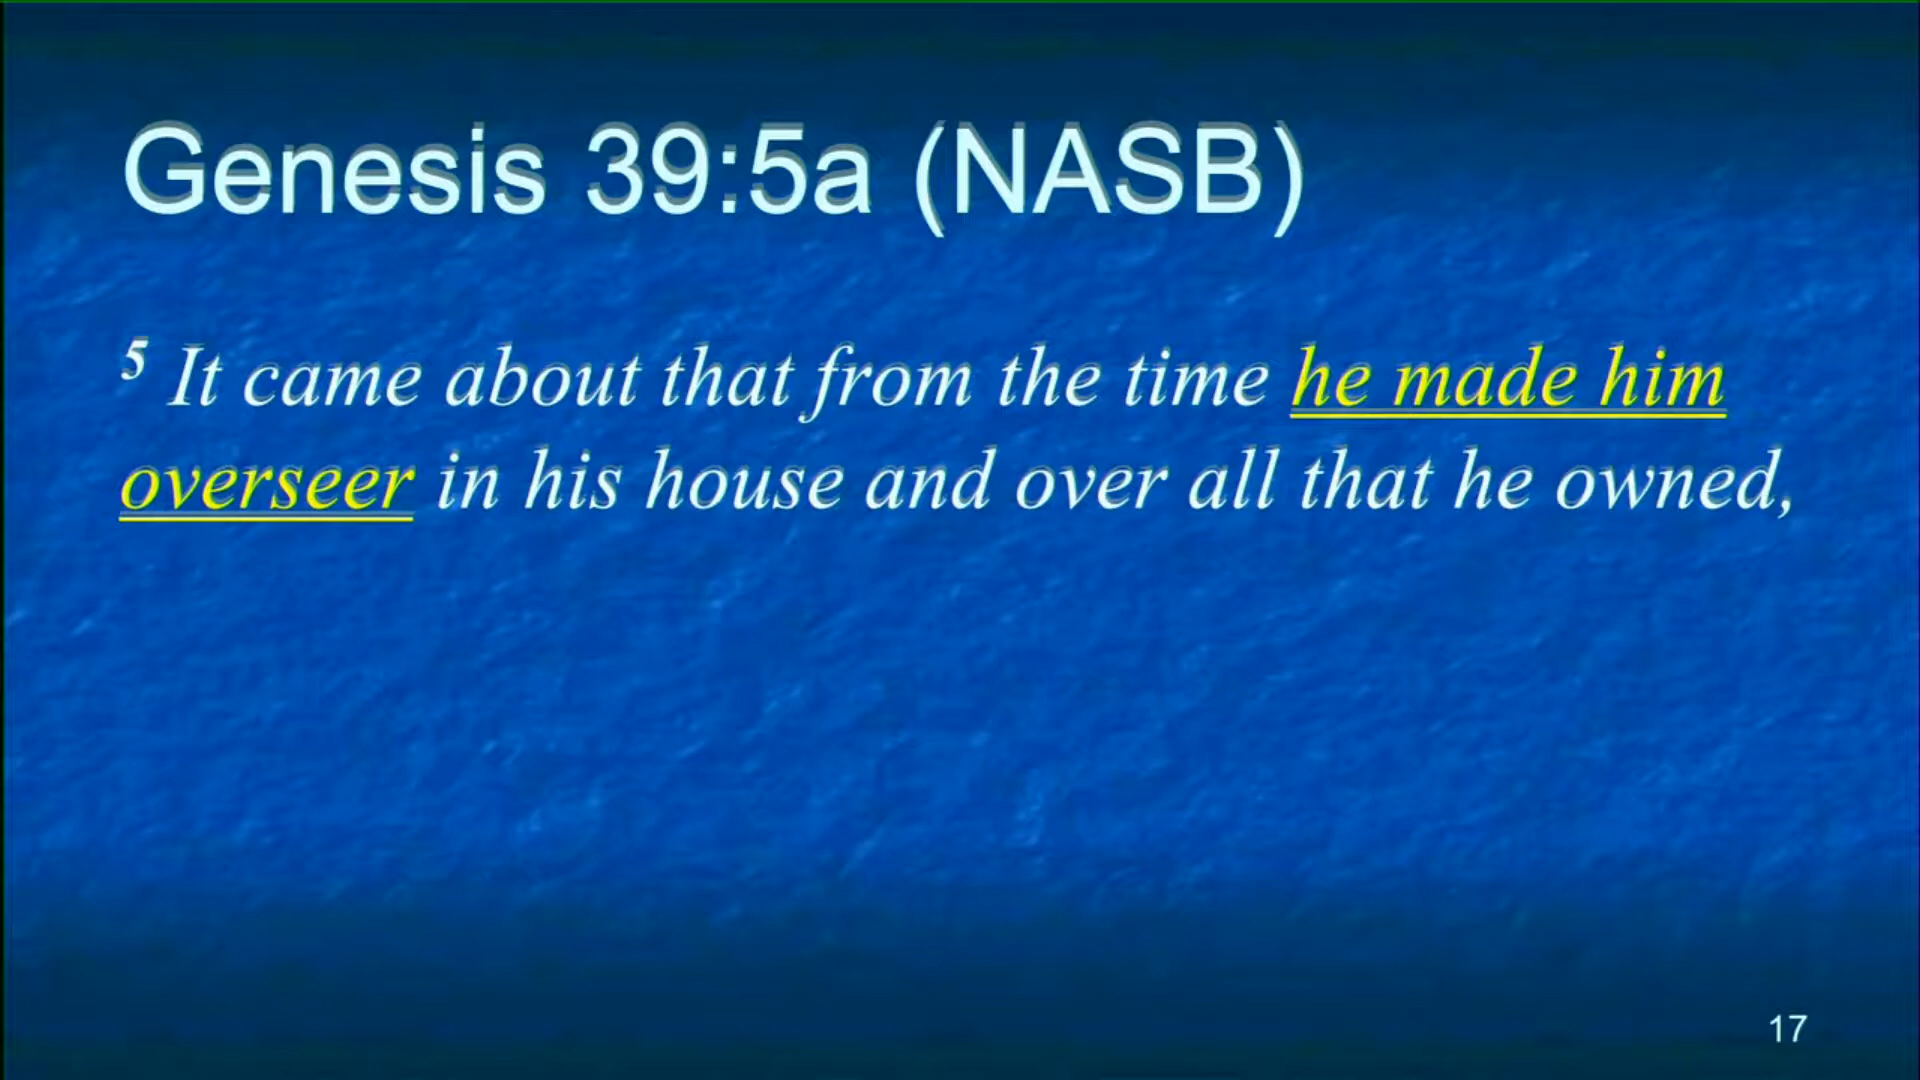 Genesis 39:5a (NASB)
5 It came about that from the time he made him
overseer in his house and over all that he owned,
17